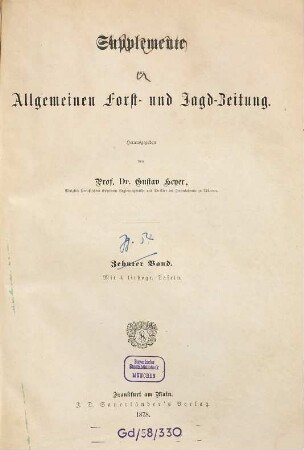 Supplemente
zur
Allgemeinen Forst- und Jagd-Zeitung.
Herausgegeben
von
Prof. Dr. Gustav Heyer,
Zehnter Band.
Mit 4 lithogr. Tafeln.
Bayerische
Staatsbibliothek
MÜNCHEN
Frankfurt am Main.
J. D. Sauerländer's Verlag.
1878.
Gd/58/330